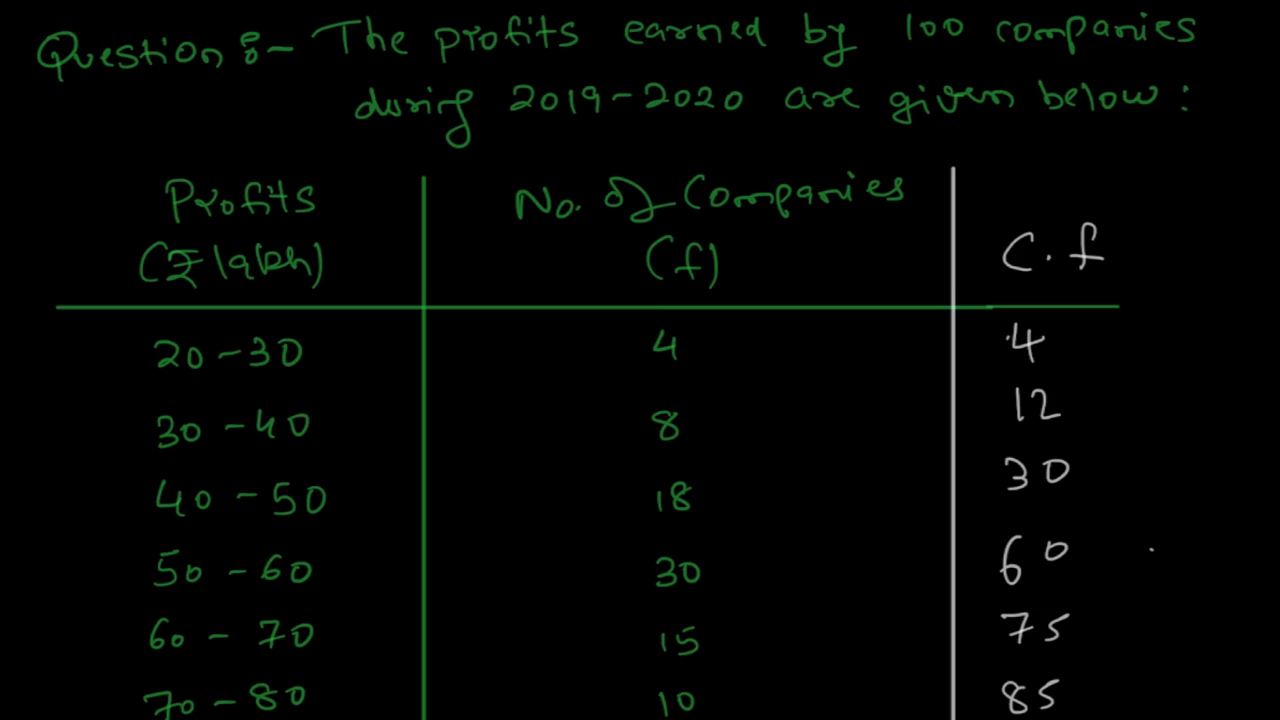 Question :- The profits earned by 100 companies
during 2019-2020 are given below :
Profits No. of Companies C.f
(₹ lakh) (f)
20-30 4 4
30-40 8 12
40-50 18 30
50-60 30 60
60-70 15 75
70-80 10 85